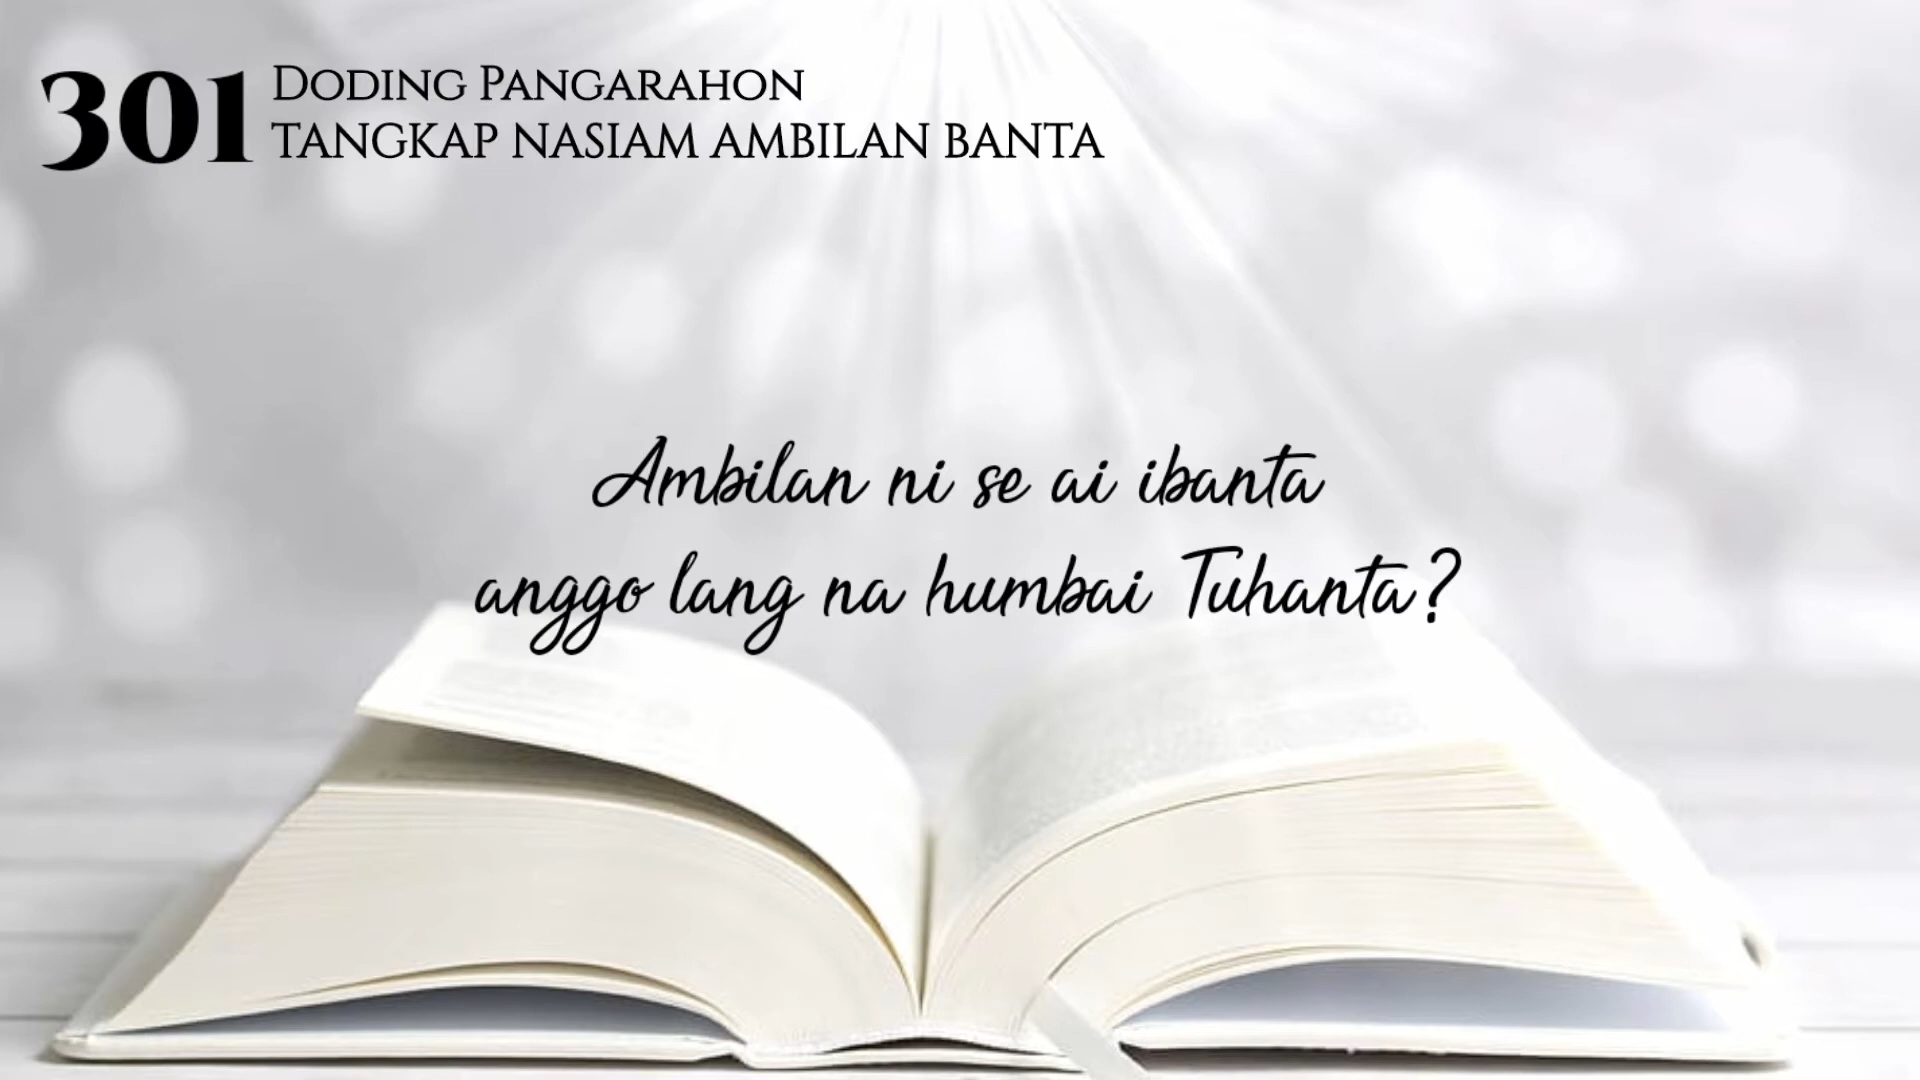 301 DODING PANGARAHON
TANGKAP NASIAM AMBILAN BANTA
Ambilan ni se ai ibanta
anggo lang na humbai Tuhanta?